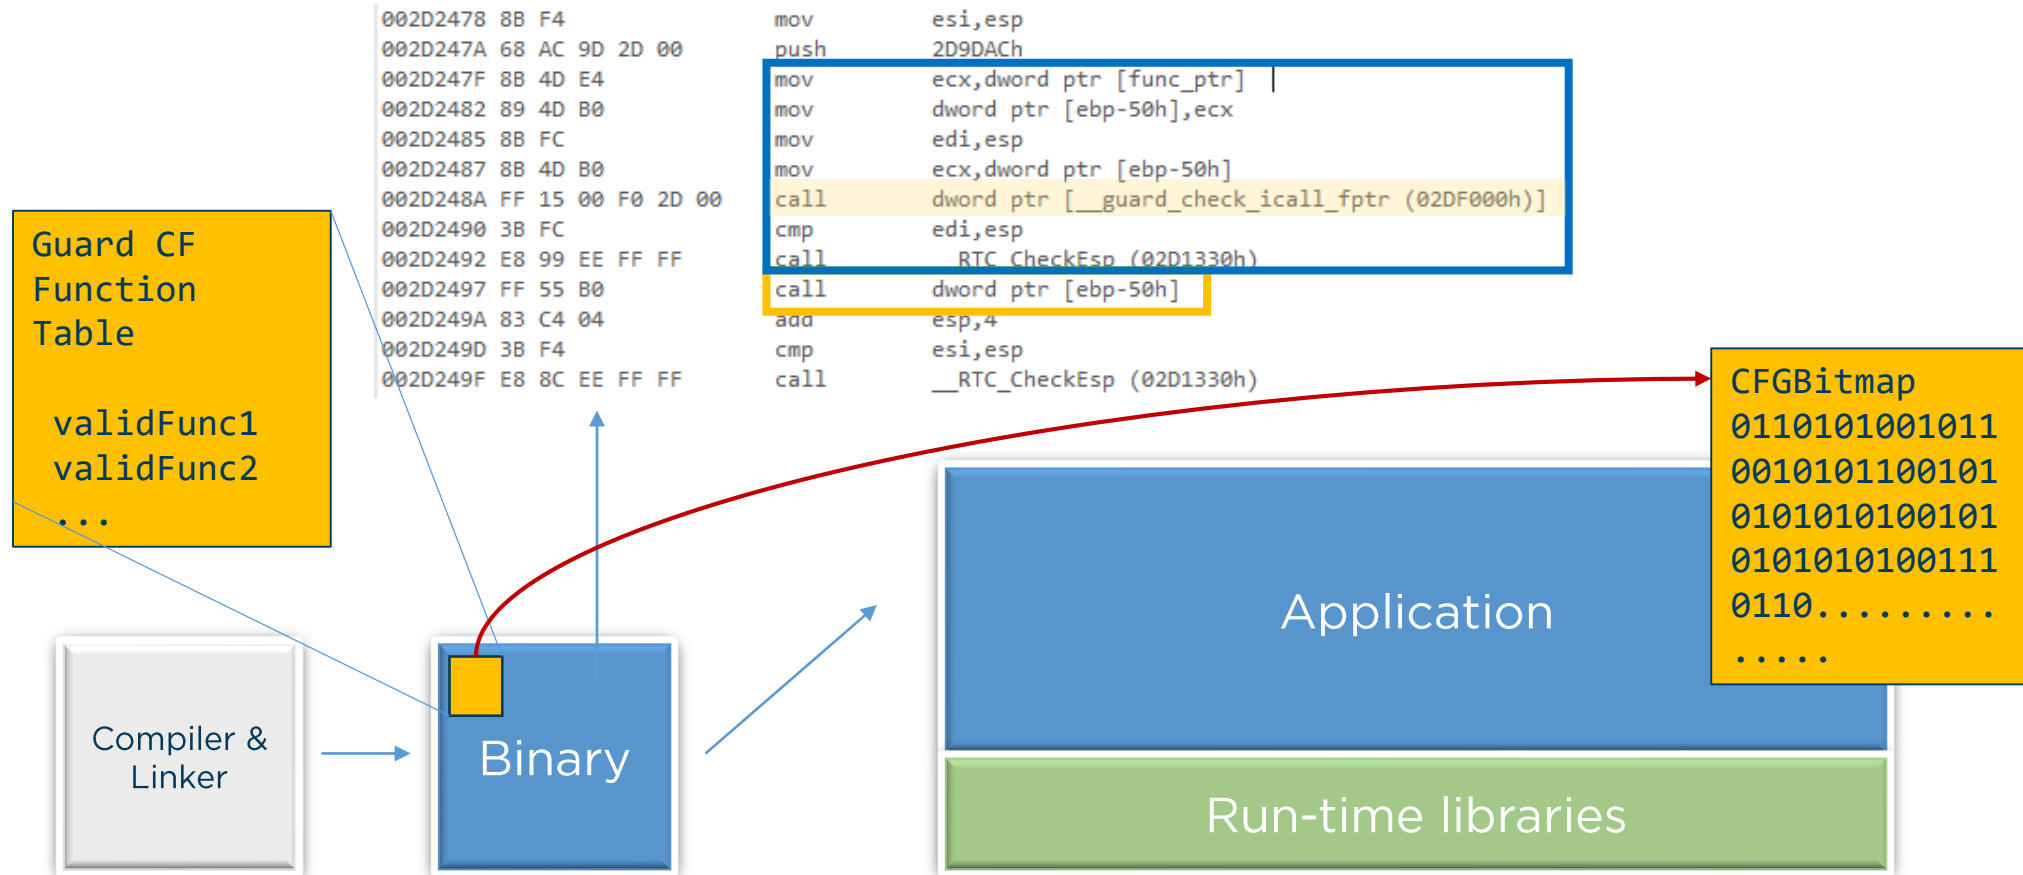 002D2478 8B F4 mov esi,esp
002D247A 68 AC 9D 2D 00 push 2D9DACh
002D247F 8B 4D E4 mov ecx,dword ptr [func_ptr]
002D2482 89 4D B0 mov dword ptr [ebp-50h],ecx
002D2485 8B FC mov edi,esp
002D2487 8B 4D B0 mov ecx,dword ptr [ebp-50h]
002D248A FF 15 00 F0 2D 00 call dword ptr [__guard_check_icall_fptr (02DF000h)]
002D2490 3B FC cmp edi,esp
002D2492 E8 99 EE FF FF call __RTC_CheckEsp (02D1330h)
002D2497 FF 55 B0 call dword ptr [ebp-50h]
002D249A 83 C4 04 add esp,4
002D249D 3B F4 cmp esi,esp
002D249F E8 8C EE FF FF call __RTC_CheckEsp (02D1330h)
Guard CF
Function
Table
validFunc1
validFunc2
...
CFGBitmap
0110101001011
0010101100101
0101010100101
0101010100111
0110.........
.....
Compiler &
Linker
Binary
Application
Run-time libraries